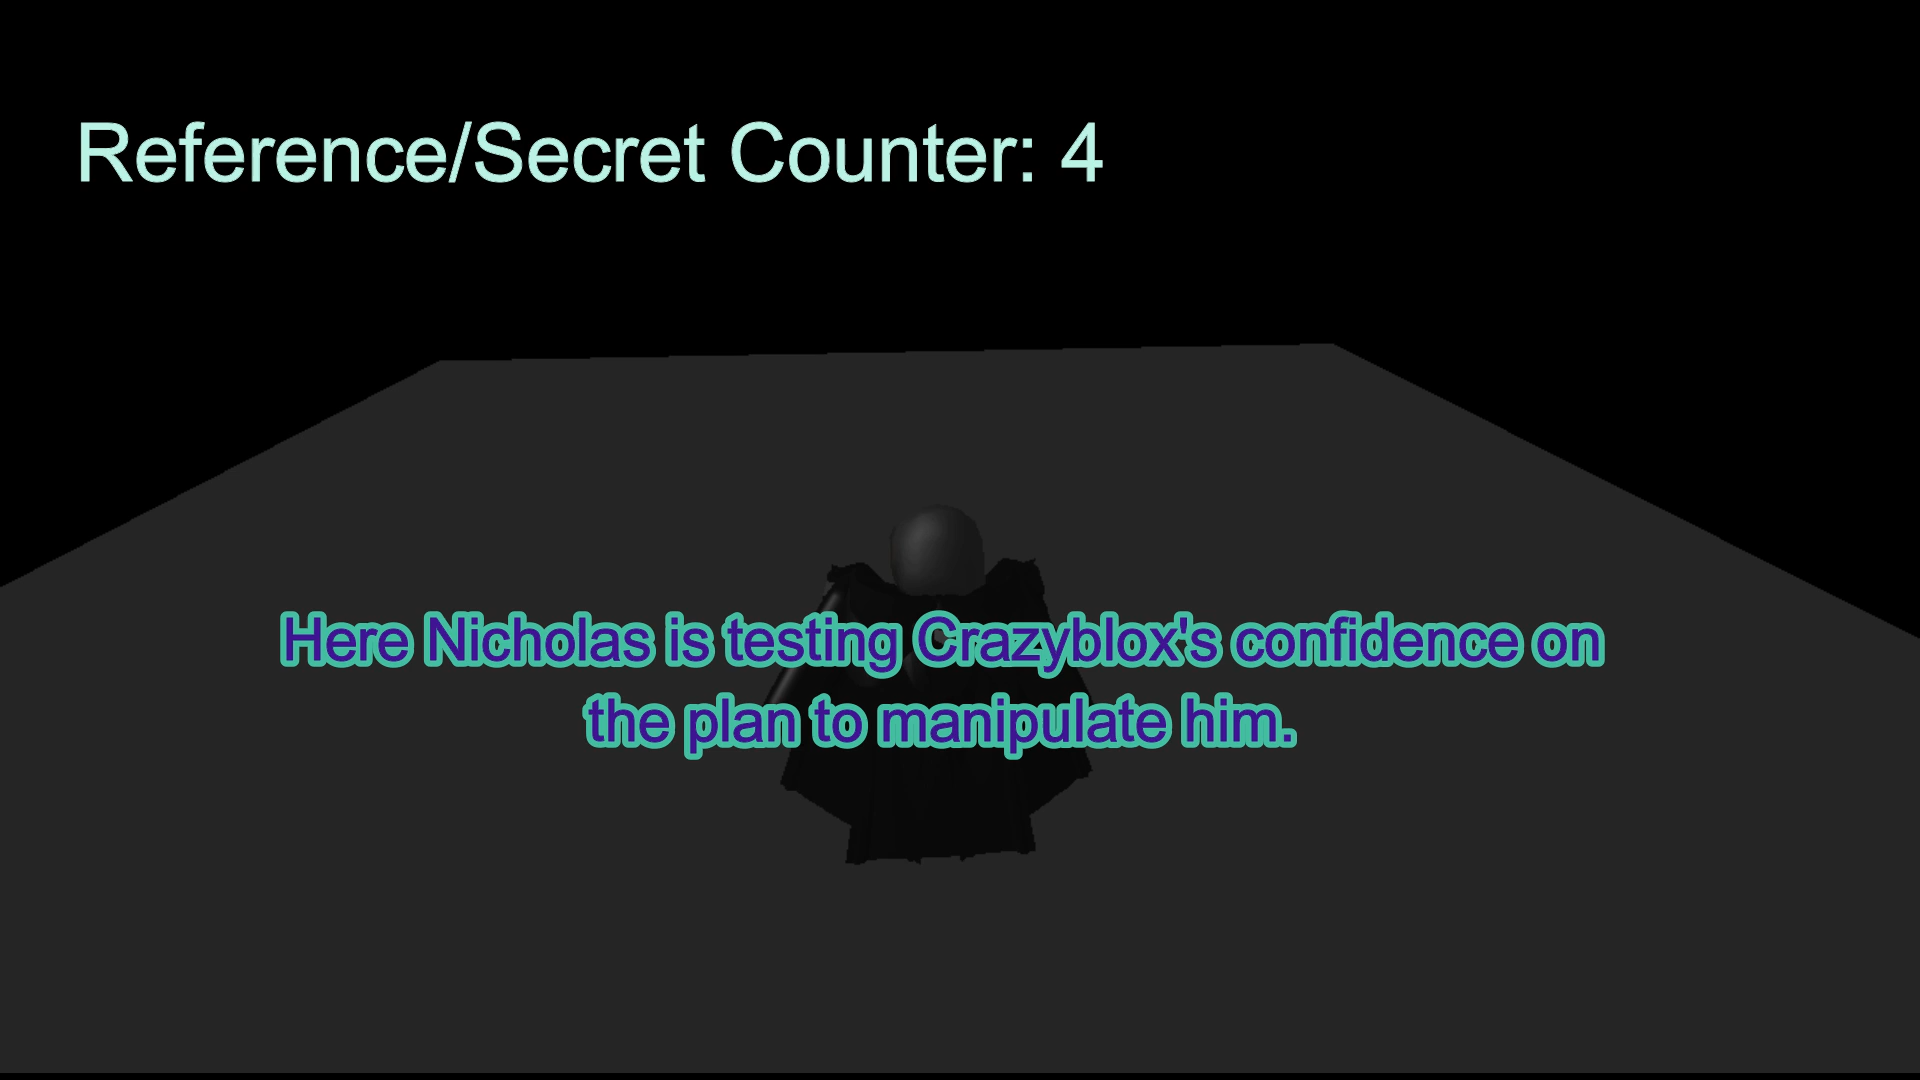 Reference/Secret Counter: 4
Here Nicholas is testing Crazyblox's confidence on
the plan to manipulate him.